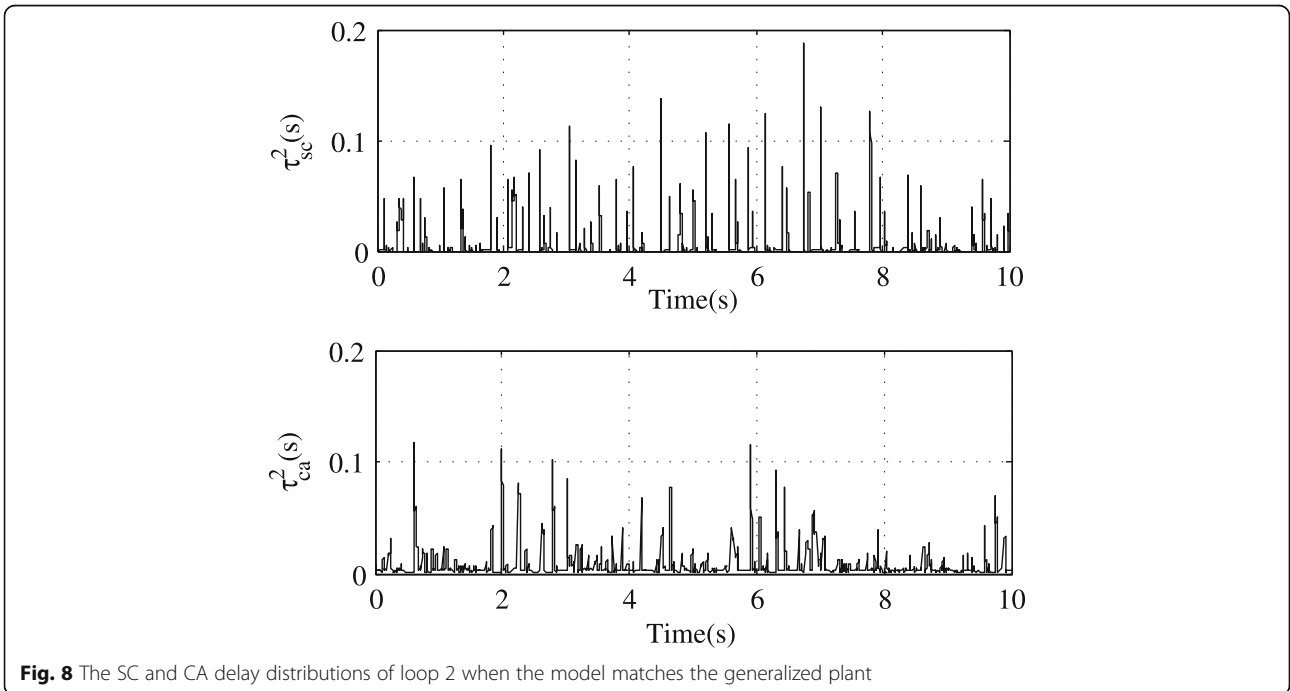 0.2
0.1
0
τ²sc(s)
0 2 4 6 8 10
Time(s)
0.2
0.1
0
τ²ca(s)
0 2 4 6 8 10
Time(s)
Fig. 8 The SC and CA delay distributions of loop 2 when the model matches the generalized plant